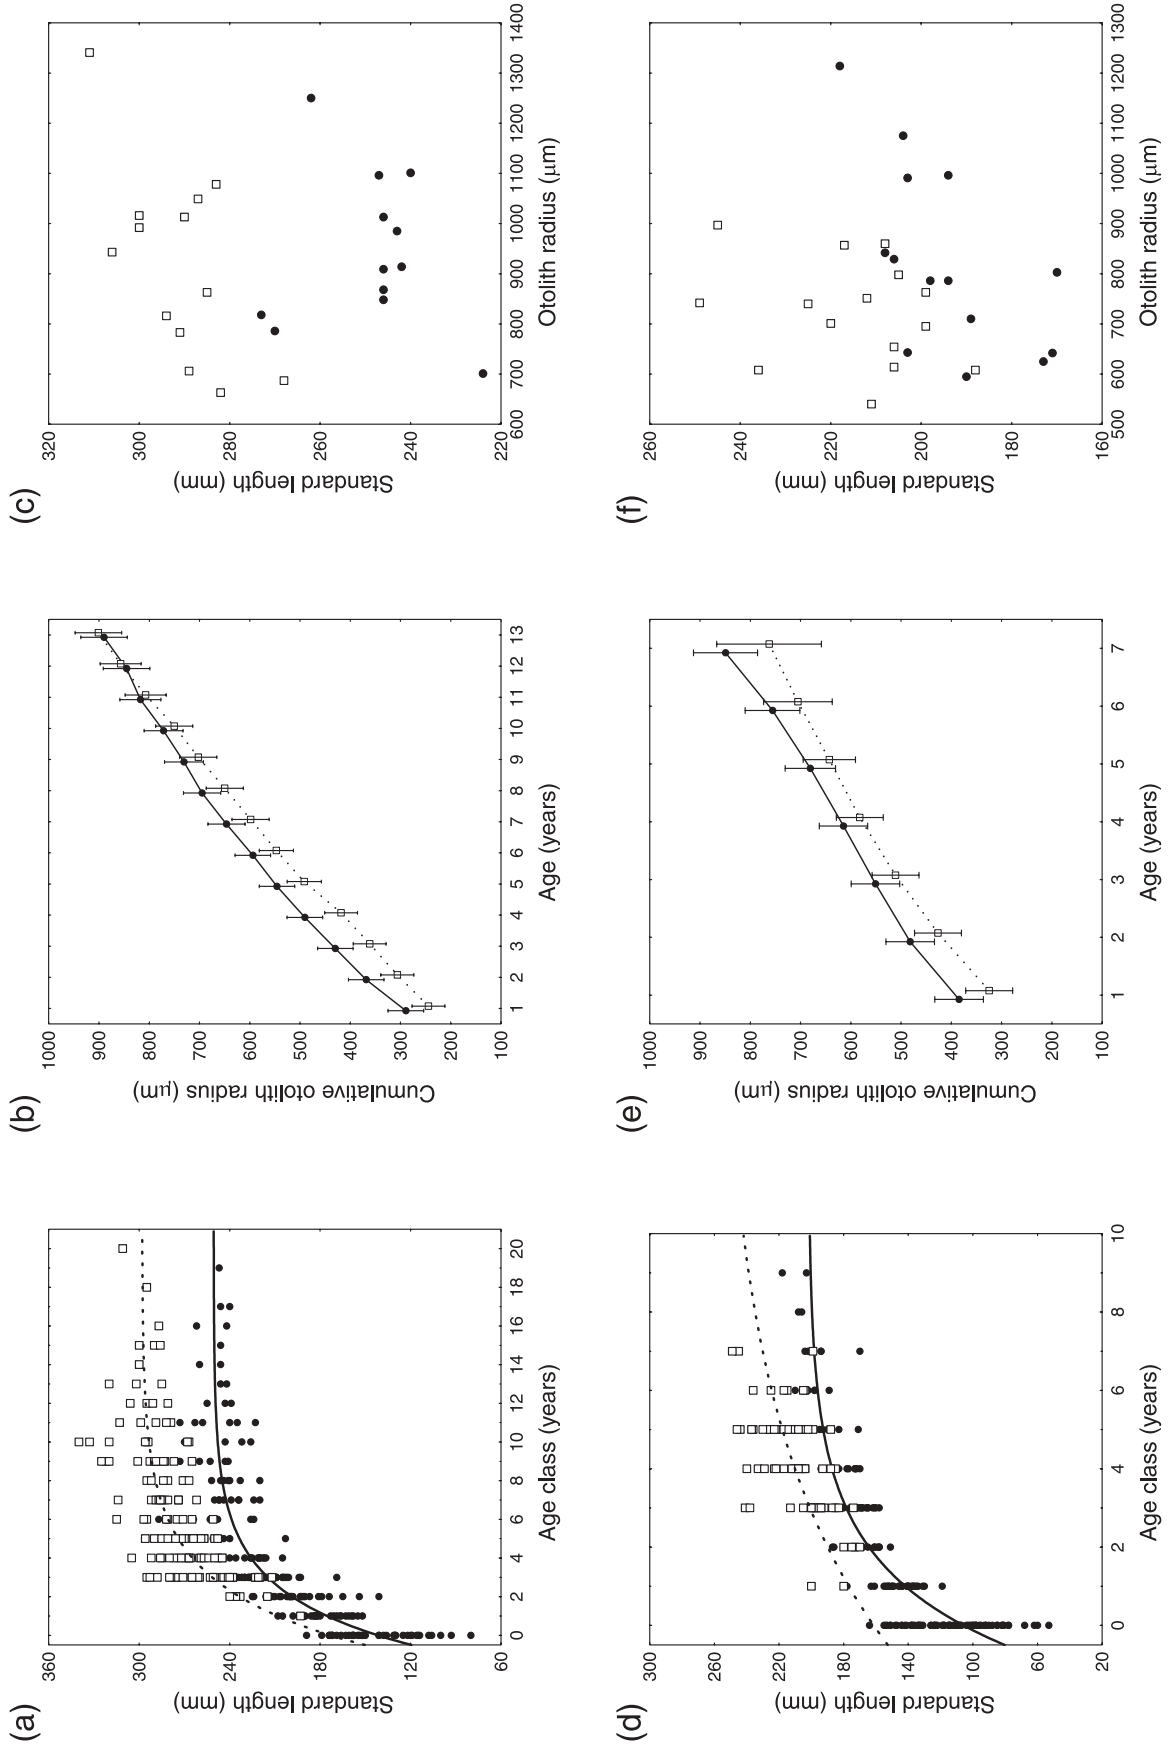 (a)
Standard length (mm)
360
300
240
180
120
60
0 2 4 6 8 10 12 14 16 18 20
Age class (years)
(b)
Cumulative otolith radius (µm)
1000
900
800
700
600
500
400
300
200
100
1 2 3 4 5 6 7 8 9 10 11 12 13
Age (years)
(c)
Standard length (mm)
320
300
280
260
240
220
600 700 800 900 1000 1100 1200 1300 1400
Otolith radius (µm)
(d)
Standard length (mm)
300
260
220
180
140
100
60
20
0 2 4 6 8 10
Age class (years)
(e)
Cumulative otolith radius (µm)
1000
900
800
700
600
500
400
300
200
100
1 2 3 4 5 6 7
Age (years)
(f)
Standard length (mm)
260
240
220
200
180
160
500 600 700 800 900 1000 1100 1200 1300
Otolith radius (µm)